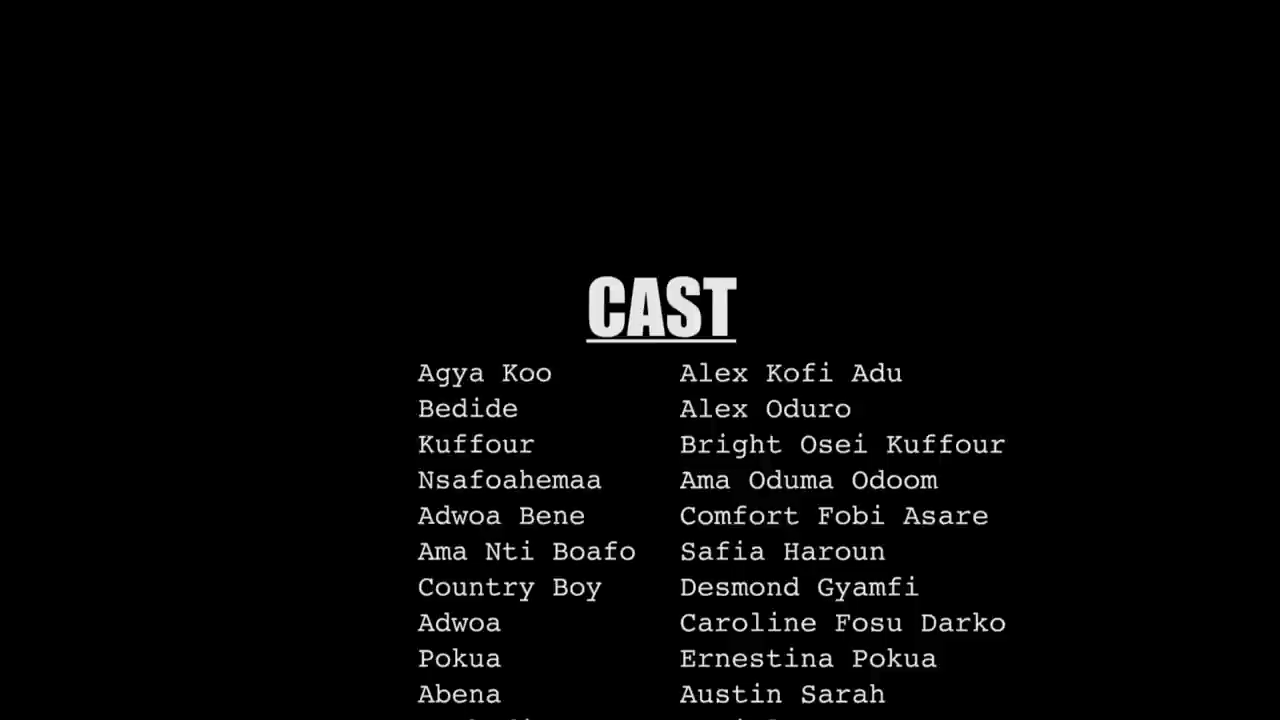 CAST
Agya Koo Alex Kofi Adu
Bedide Alex Oduro
Kuffour Bright Osei Kuffour
Nsafoahemaa Ama Oduma Odoom
Adwoa Bene Comfort Fobi Asare
Ama Nti Boafo Safia Haroun
Country Boy Desmond Gyamfi
Adwoa Caroline Fosu Darko
Pokua Ernestina Pokua
Abena Austin Sarah